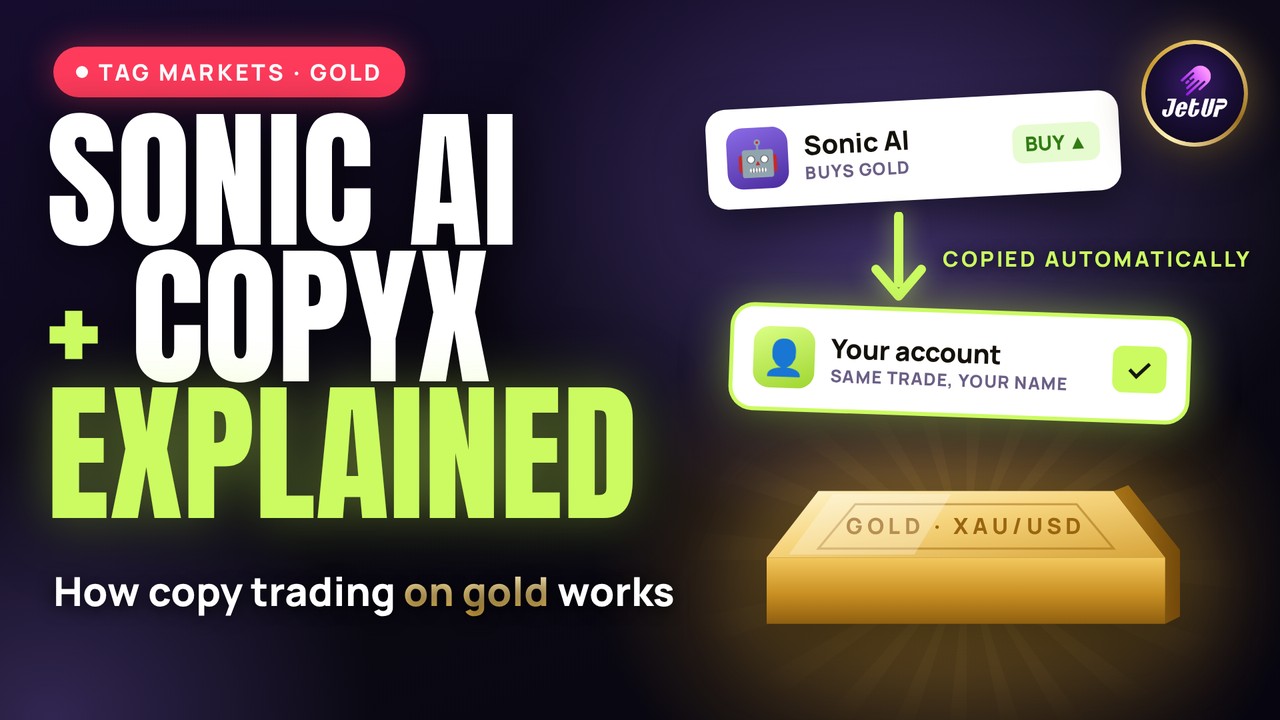 TAG MARKETS · GOLD
SONIC AI
+ COPYX
EXPLAINED
How copy trading on gold works
JetUP
Sonic AI
BUYS GOLD
BUY ▲
COPIED AUTOMATICALLY
Your account
SAME TRADE, YOUR NAME
GOLD · XAU/USD